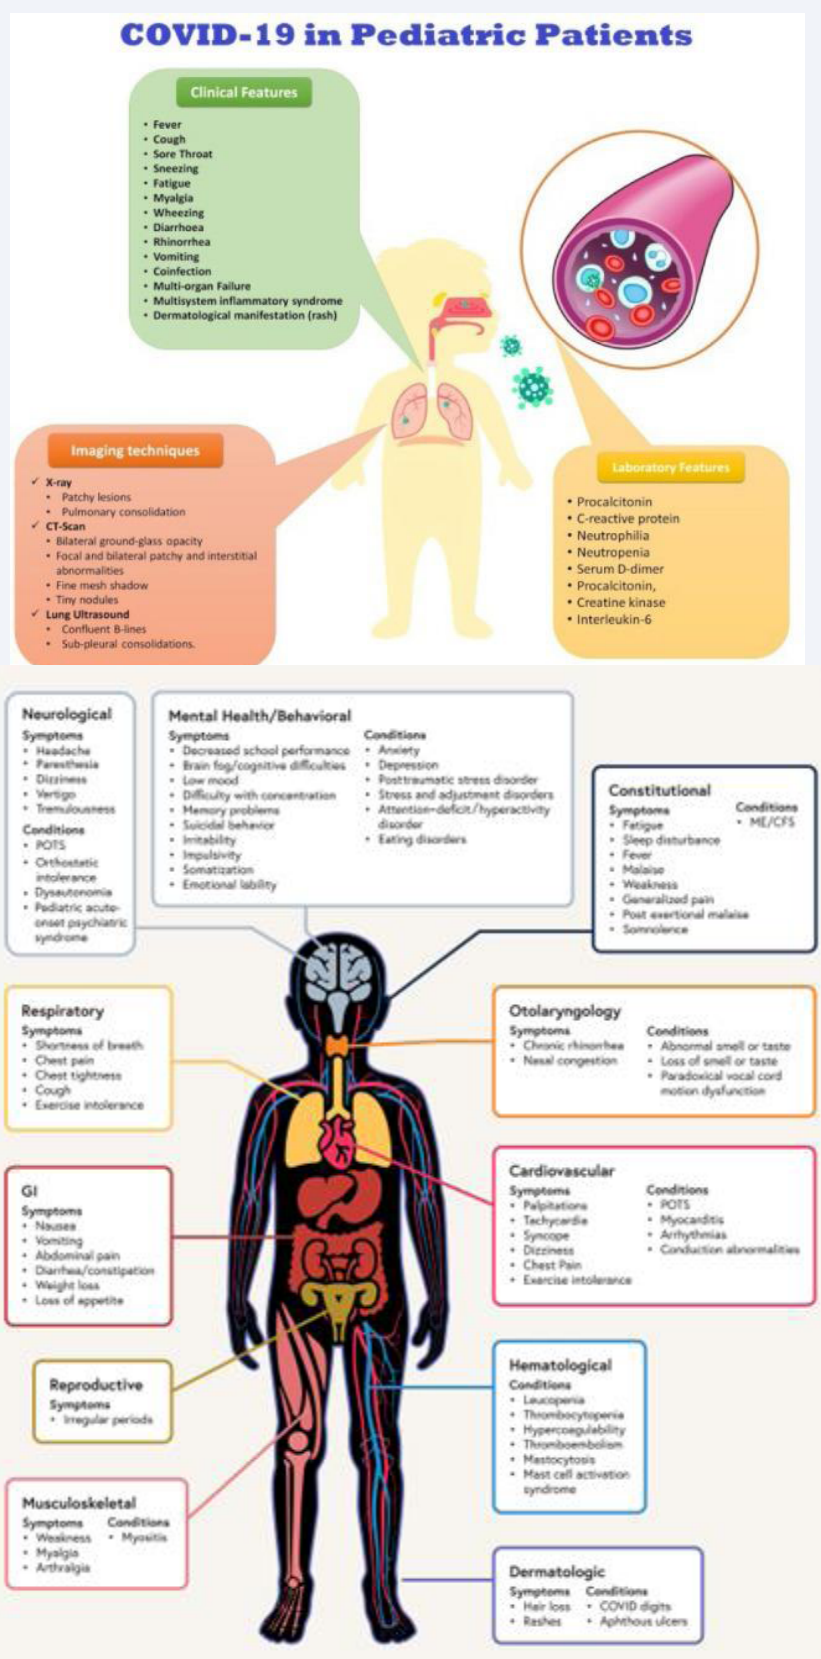 COVID-19 in Pediatric Patients
Clinical Features
• Fever
• Cough
• Sore Throat
• Sneezing
• Fatigue
• Myalgia
• Wheezing
• Diarrhoea
• Rhinorrhea
• Vomiting
• Coinfection
• Multi-organ Failure
• Multisystem inflammatory syndrome
• Dermatological manifestation (rash)
Imaging techniques
✓ X-ray
• Patchy lesions
• Pulmonary consolidation
✓ CT-Scan
• Bilateral ground-glass opacity
• Focal and bilateral patchy and interstitial
abnormalities
• Fine mesh shadow
• Tiny nodules
✓ Lung Ultrasound
• Confluent B-lines
• Sub-pleural consolidations.
Laboratory Features
• Procalcitonin
• C-reactive protein
• Neutrophilia
• Neutropenia
• Serum D-dimer
• Procalcitonin,
• Creatine kinase
• Interleukin-6
Neurological
Symptoms
• Headache
• Paresthesia
• Dizziness
• Vertigo
• Tremulousness
Conditions
• POTS
• Orthostatic
intolerance
• Dysautonomia
• Pediatric acute-
onset psychiatric
syndrome
Mental Health/Behavioral
Symptoms
• Decreased school performance
• Brain fog/cognitive difficulties
• Low mood
• Difficulty with concentration
• Memory problems
• Suicidal behavior
• Irritability
• Impulsivity
• Somatization
• Emotional lability
Conditions
• Anxiety
• Depression
• Posttraumatic stress disorder
• Stress and adjustment disorders
• Attention-deficit/hyperactivity
disorder
• Eating disorders
Constitutional
Symptoms
• Fatigue
• Sleep disturbance
• Fever
• Malaise
• Weakness
• Generalized pain
• Post exertional malaise
• Somnolence
Conditions
• ME/CFS
Respiratory
Symptoms
• Shortness of breath
• Chest pain
• Chest tightness
• Cough
• Exercise intolerance
Otolaryngology
Symptoms
• Chronic rhinorrhea
• Nasal congestion
Conditions
• Abnormal smell or taste
• Loss of smell or taste
• Paradoxical vocal cord
motion dysfunction
GI
Symptoms
• Nausea
• Vomiting
• Abdominal pain
• Diarrhea/constipation
• Weight loss
• Loss of appetite
Cardiovascular
Symptoms
• Palpitations
• Tachycardia
• Syncope
• Dizziness
• Chest Pain
• Exercise intolerance
Conditions
• POTS
• Myocarditis
• Arrhythmias
• Conduction abnormalities
Reproductive
Symptoms
• Irregular periods
Hematological
Conditions
• Leucopenia
• Thrombocytopenia
• Hypercoagulability
• Thromboembolism
• Mastocytosis
• Mast cell activation
syndrome
Musculoskeletal
Symptoms
• Weakness
• Myalgia
• Arthralgia
Conditions
• Myositis
Dermatologic
Symptoms
• Hair loss
• Rashes
Conditions
• COVID digits
• Aphthous ulcers